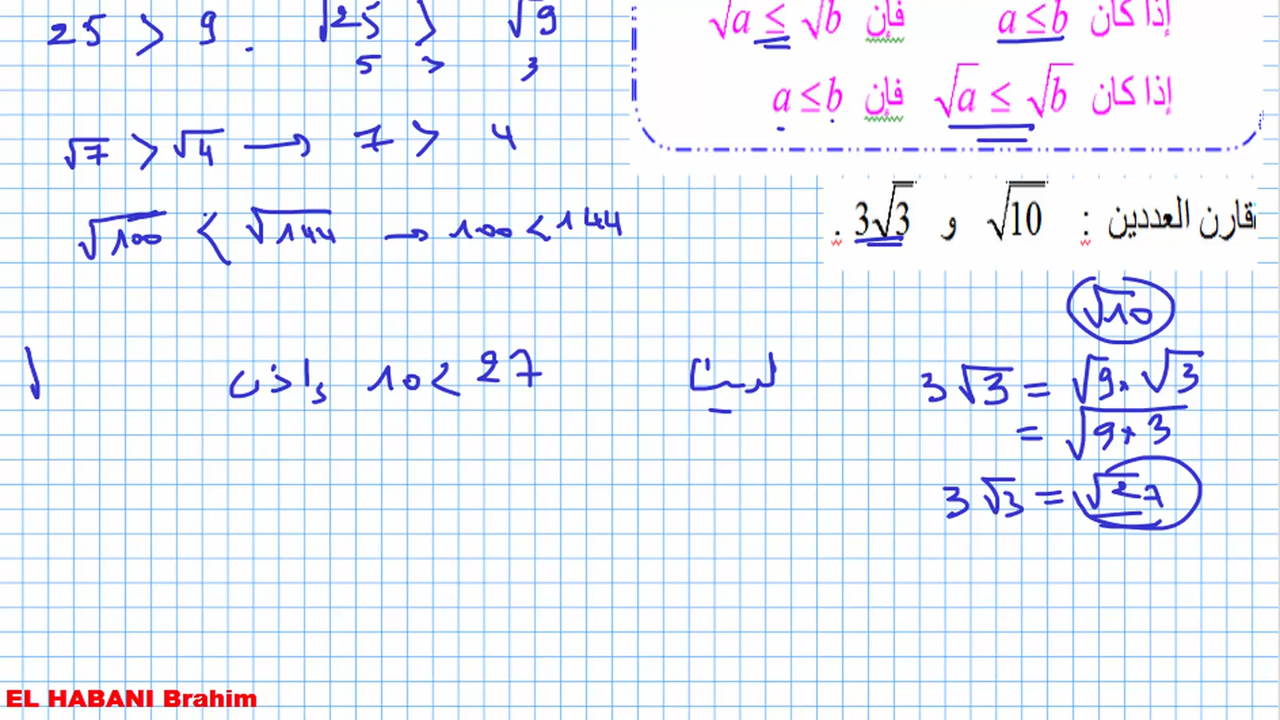 25 > 9 . √25 > √9
5 > 3
√7 > √4 → 7 > 4
√100 < √144 → 100 < 144
إذا كان a ≤ b فإن √a ≤ √b
إذا كان √a ≤ √b فإن a ≤ b
قارن العددين : √10 و 3√3 .
√10
3√3 = √9 × √3
= √9 × 3
3√3 = √27
10 < 27 وإذن √
EL HABANI Brahim